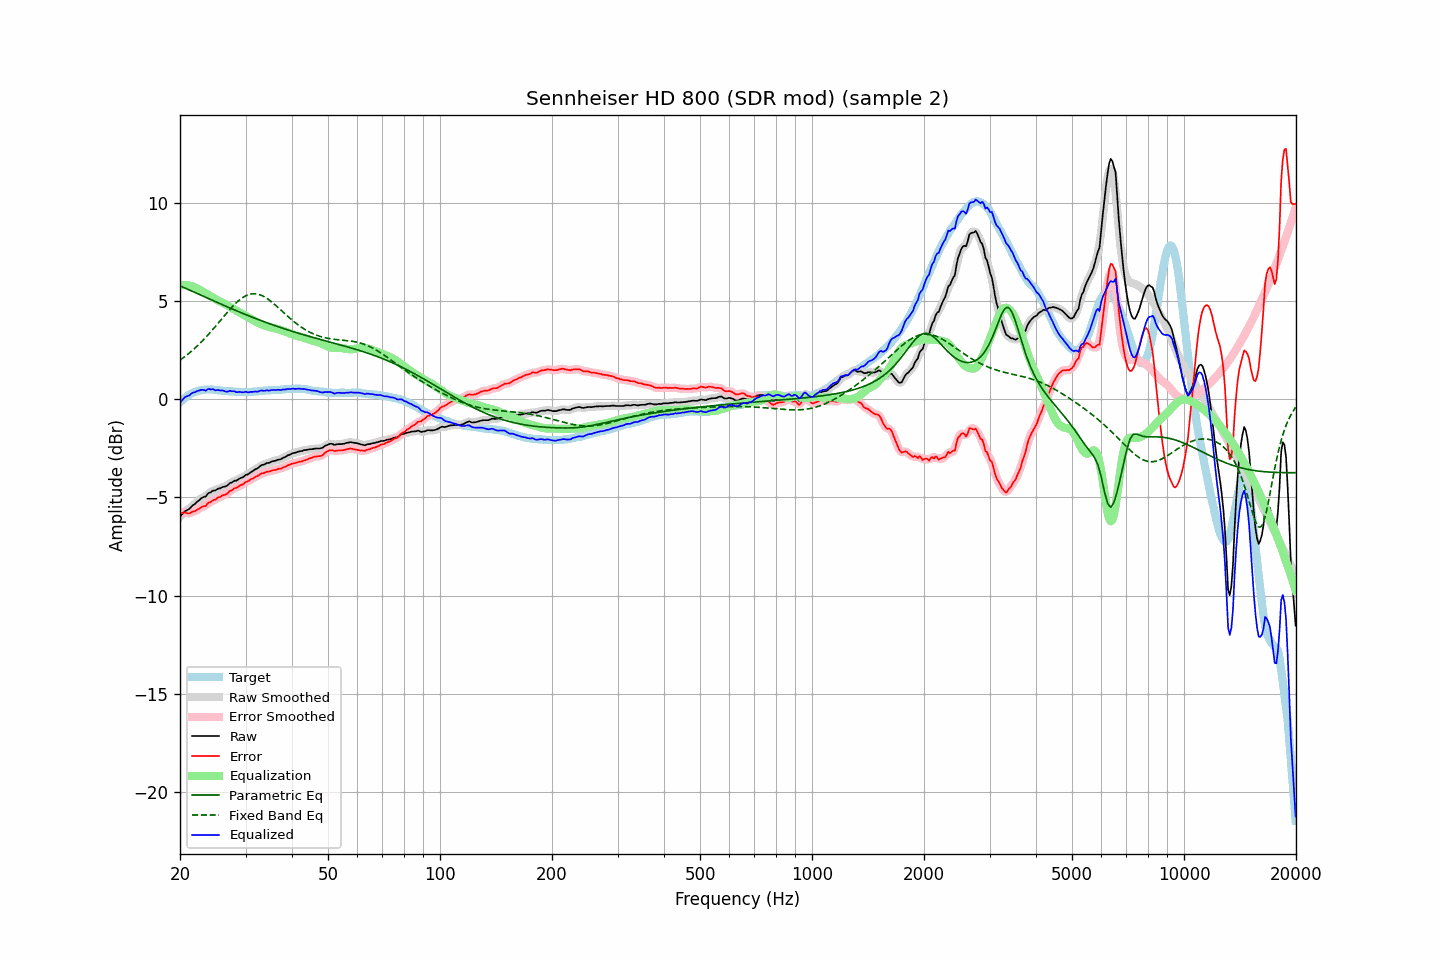 Sennheiser HD 800 (SDR mod) (sample 2)
10
5
0
−5
−10
−15
−20
Amplitude (dBr)
Target
Raw Smoothed
Error Smoothed
Raw
Error
Equalization
Parametric Eq
Fixed Band Eq
Equalized
20 50 100 200 500 1000 2000 5000 10000 20000
Frequency (Hz)